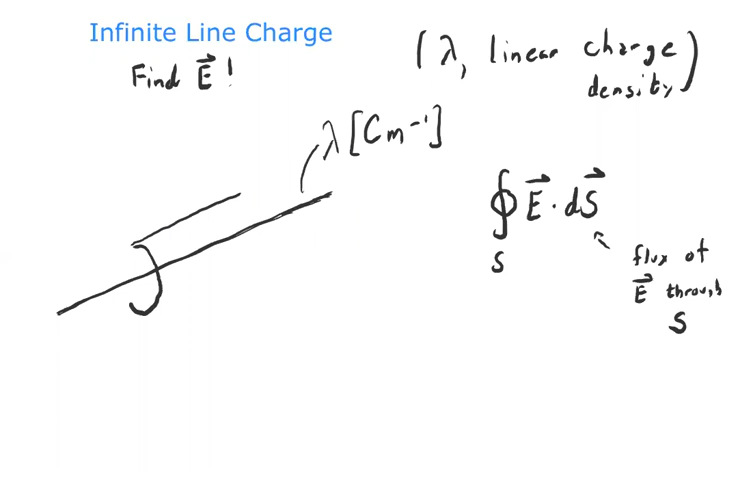 Infinite Line Charge
Find E⃗ !
(λ, linear charge
density)
λ [Cm⁻¹]
∮ E⃗ · dS⃗
S
flux of
E⃗ through
S